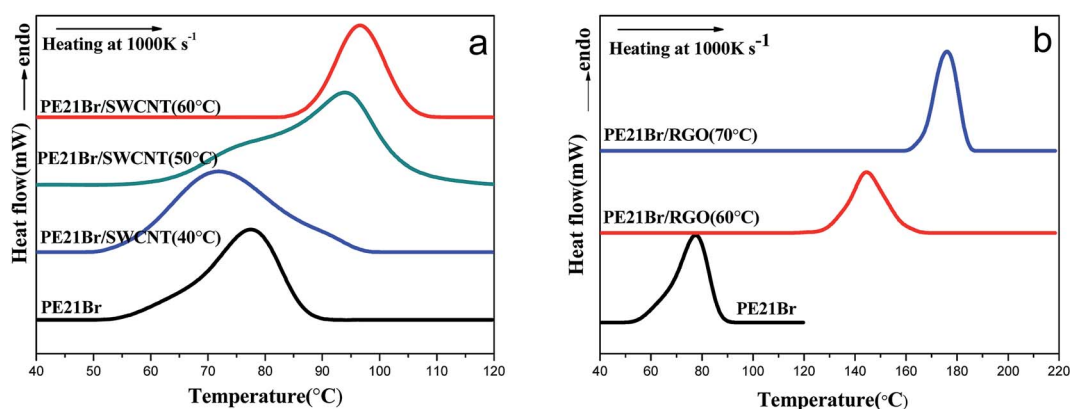 a
Heating at 1000K s⁻¹
endo
Heat flow(mW)
PE21Br/SWCNT(60°C)
PE21Br/SWCNT(50°C)
PE21Br/SWCNT(40°C)
PE21Br
40 50 60 70 80 90 100 110 120
Temperature(°C)
b
Heating at 1000K s⁻¹
endo
Heat flow(mW)
PE21Br/RGO(70°C)
PE21Br/RGO(60°C)
PE21Br
40 60 80 100 120 140 160 180 200 220
Temperature(°C)